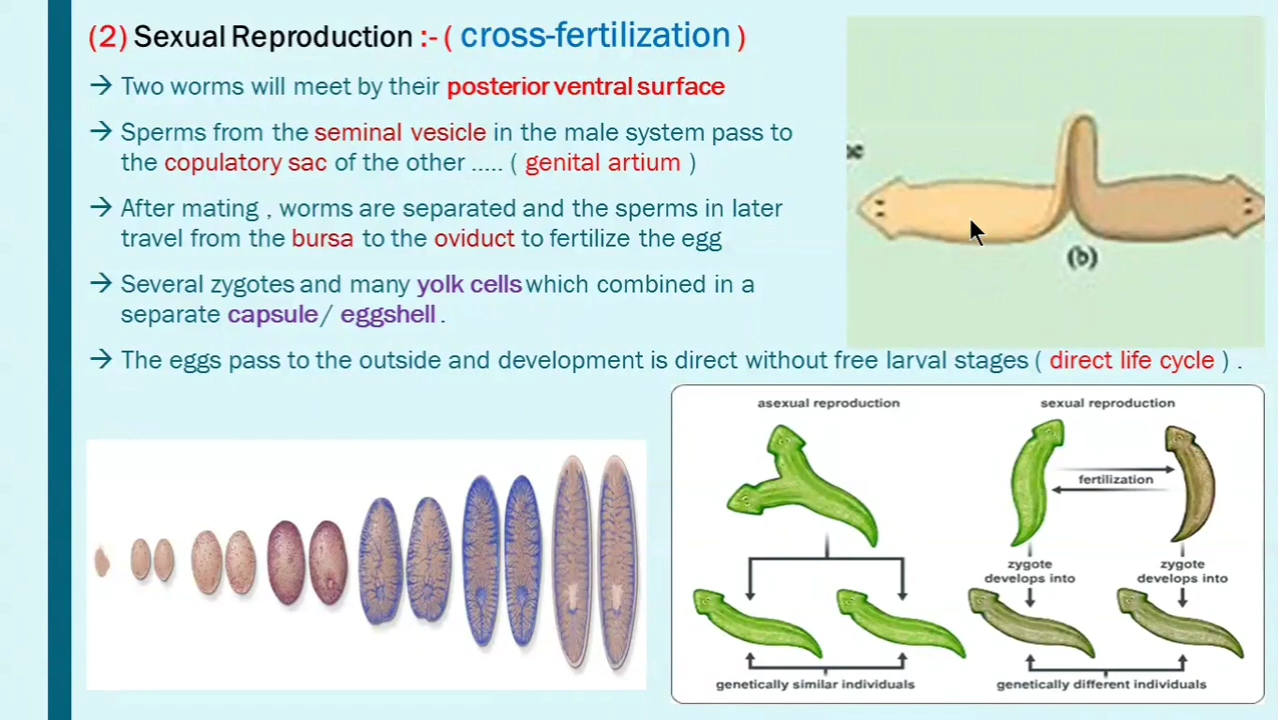 (2) Sexual Reproduction :- ( cross-fertilization )
→ Two worms will meet by their posterior ventral surface
→ Sperms from the seminal vesicle in the male system pass to
the copulatory sac of the other ..... ( genital artium )
→ After mating , worms are separated and the sperms in later
travel from the bursa to the oviduct to fertilize the egg
→ Several zygotes and many yolk cells which combined in a
separate capsule/ eggshell .
→ The eggs pass to the outside and development is direct without free larval stages ( direct life cycle ) .
(b)
asexual reproduction
genetically similar individuals
sexual reproduction
fertilization
zygote
develops into
zygote
develops into
genetically different individuals